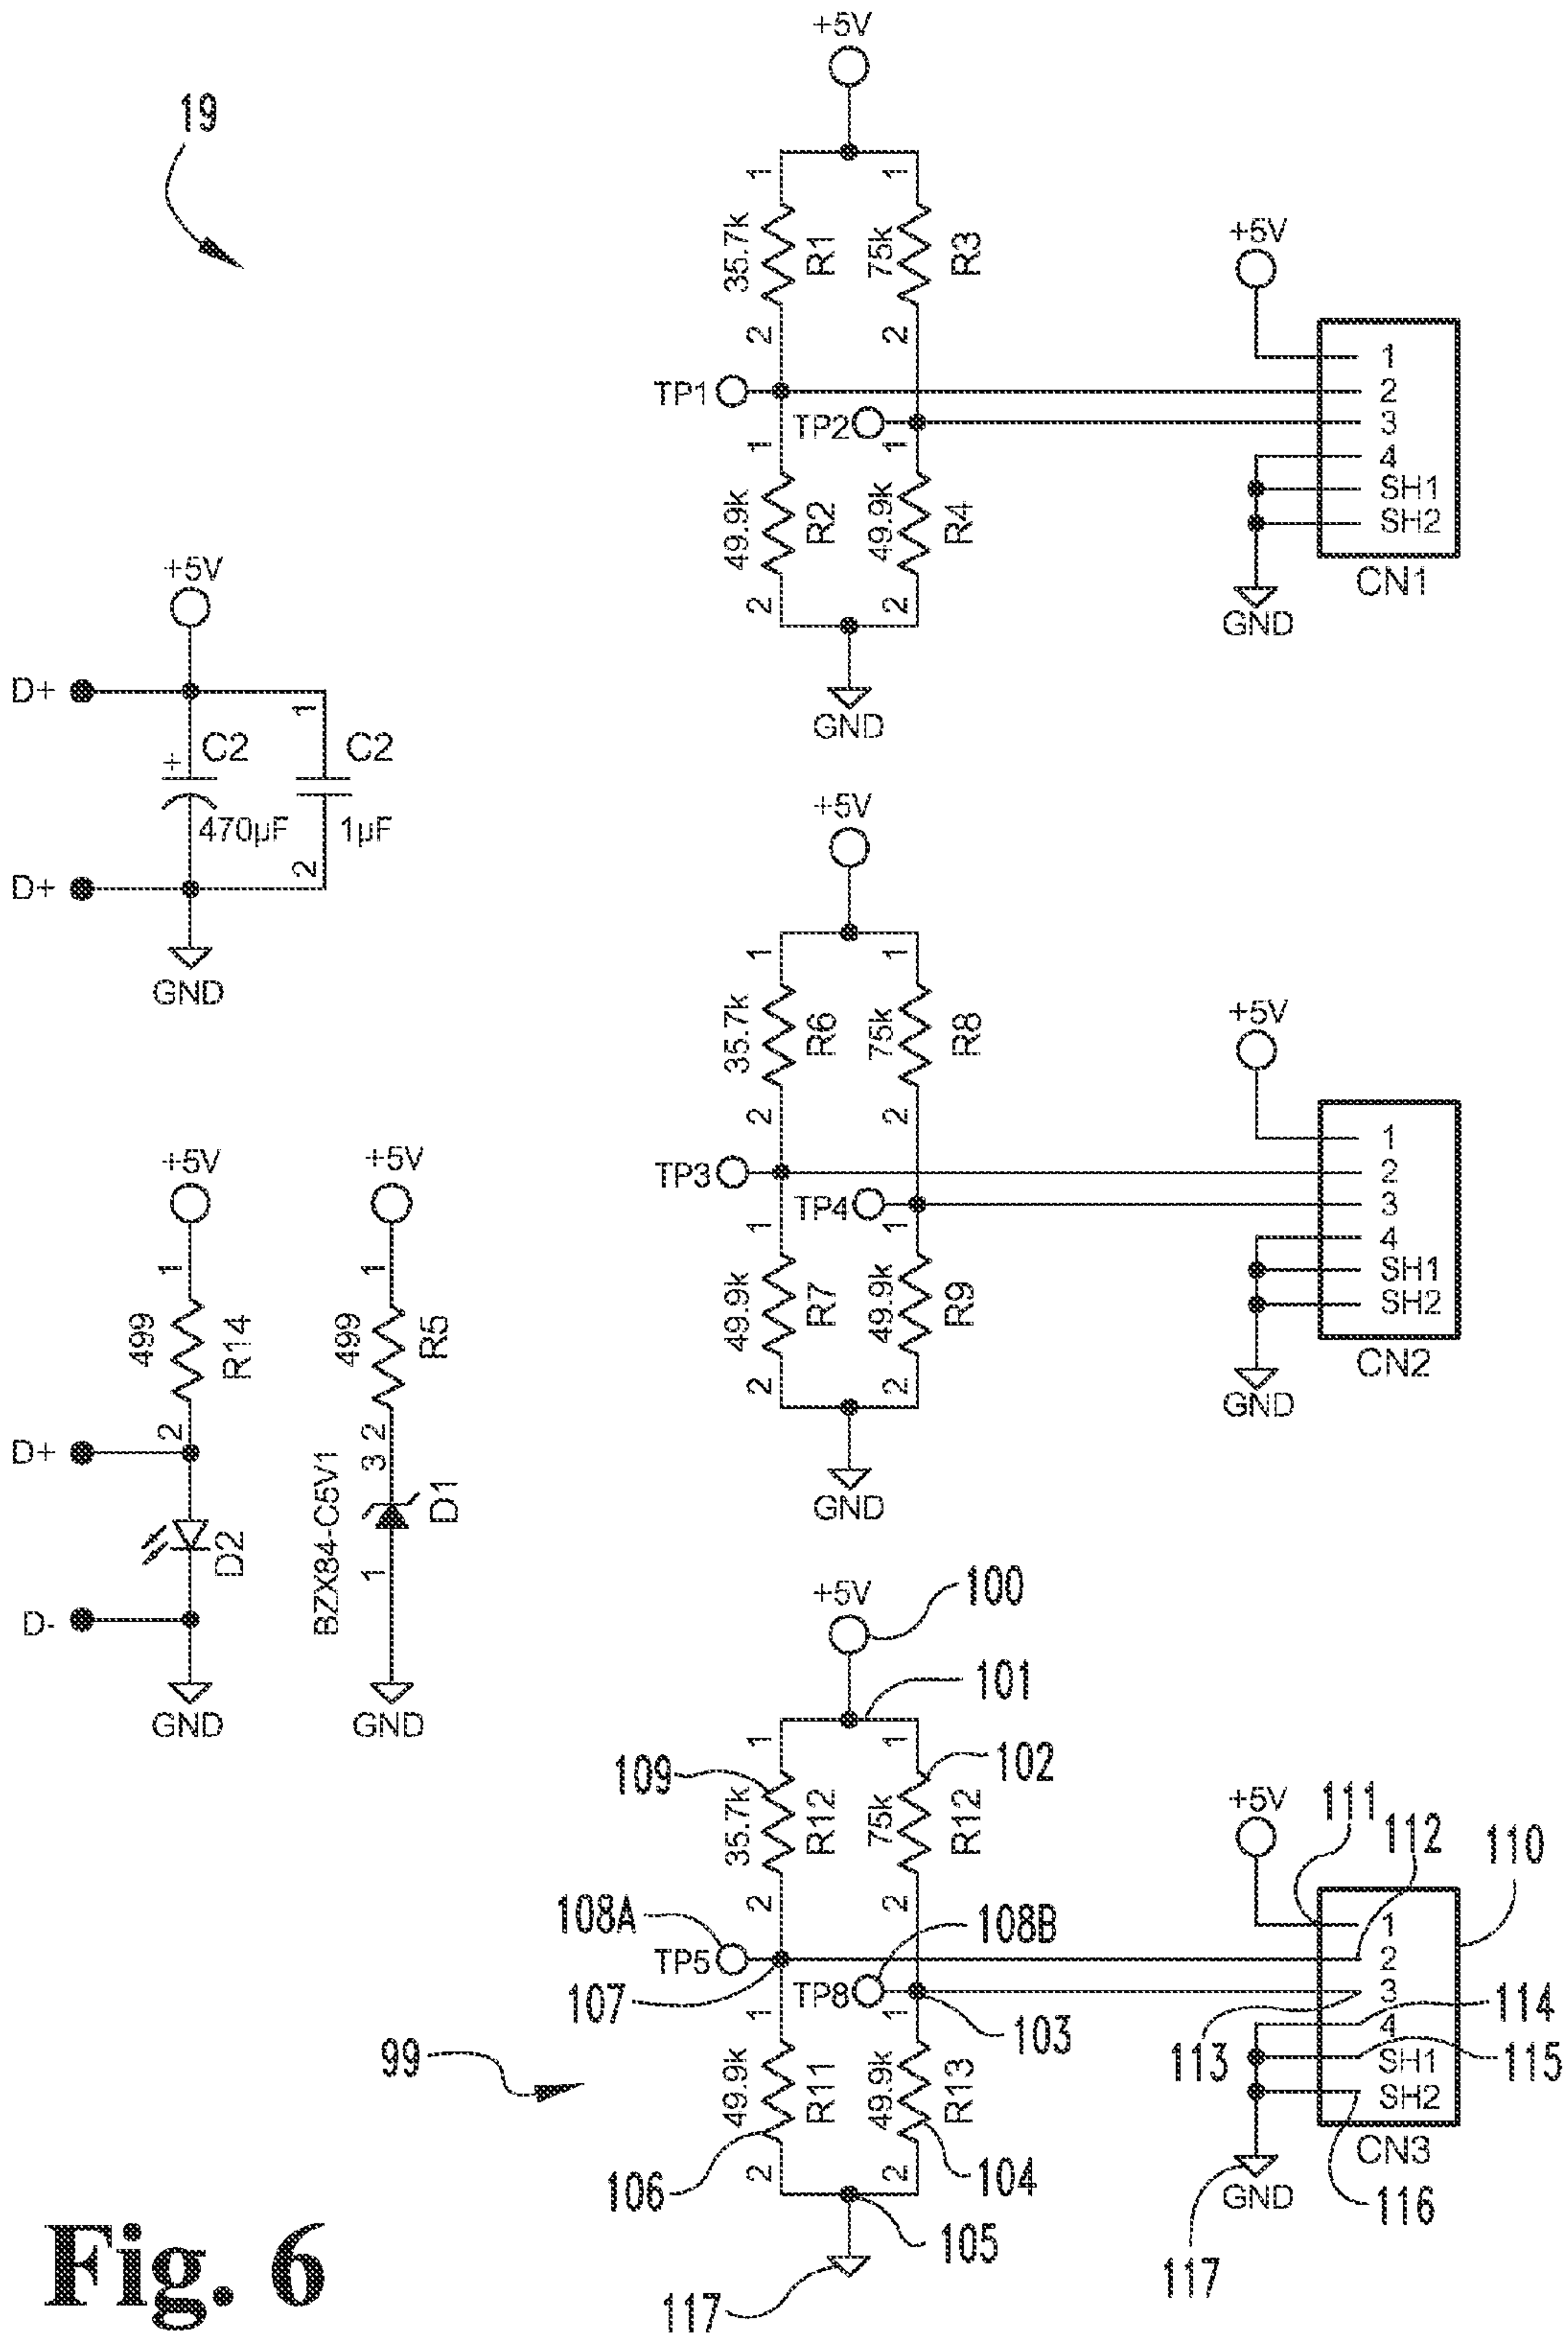 19
+5V
1
1
35.7k
R1
75k
R3
2
2
+5V
TP1
TP2
1
2
3
4
SH1
SH2
CN1
GND
1
1
49.9k
R2
49.9k
R4
2
2
GND
+5V
D+
1
+
C2
C2
470µF
1µF
2
D+
GND
+5V
1
1
35.7k
R6
75k
R8
2
2
+5V
TP3
TP4
1
2
3
4
SH1
SH2
CN2
GND
1
1
49.9k
R7
49.9k
R9
2
2
GND
+5V
+5V
1
1
499
R14
499
R5
2
2
D+
3
BZX84-C5V1
D1
D2
1
D-
GND
GND
+5V
100
101
1
1
109
102
35.7k
R12
75k
R12
2
2
+5V
111
112
110
108A
108B
TP5
TP8
107
103
1
2
3
4
SH1
SH2
CN3
113
114
115
116
GND
117
99
1
1
49.9k
R11
49.9k
R13
2
2
106
104
105
117
Fig. 6